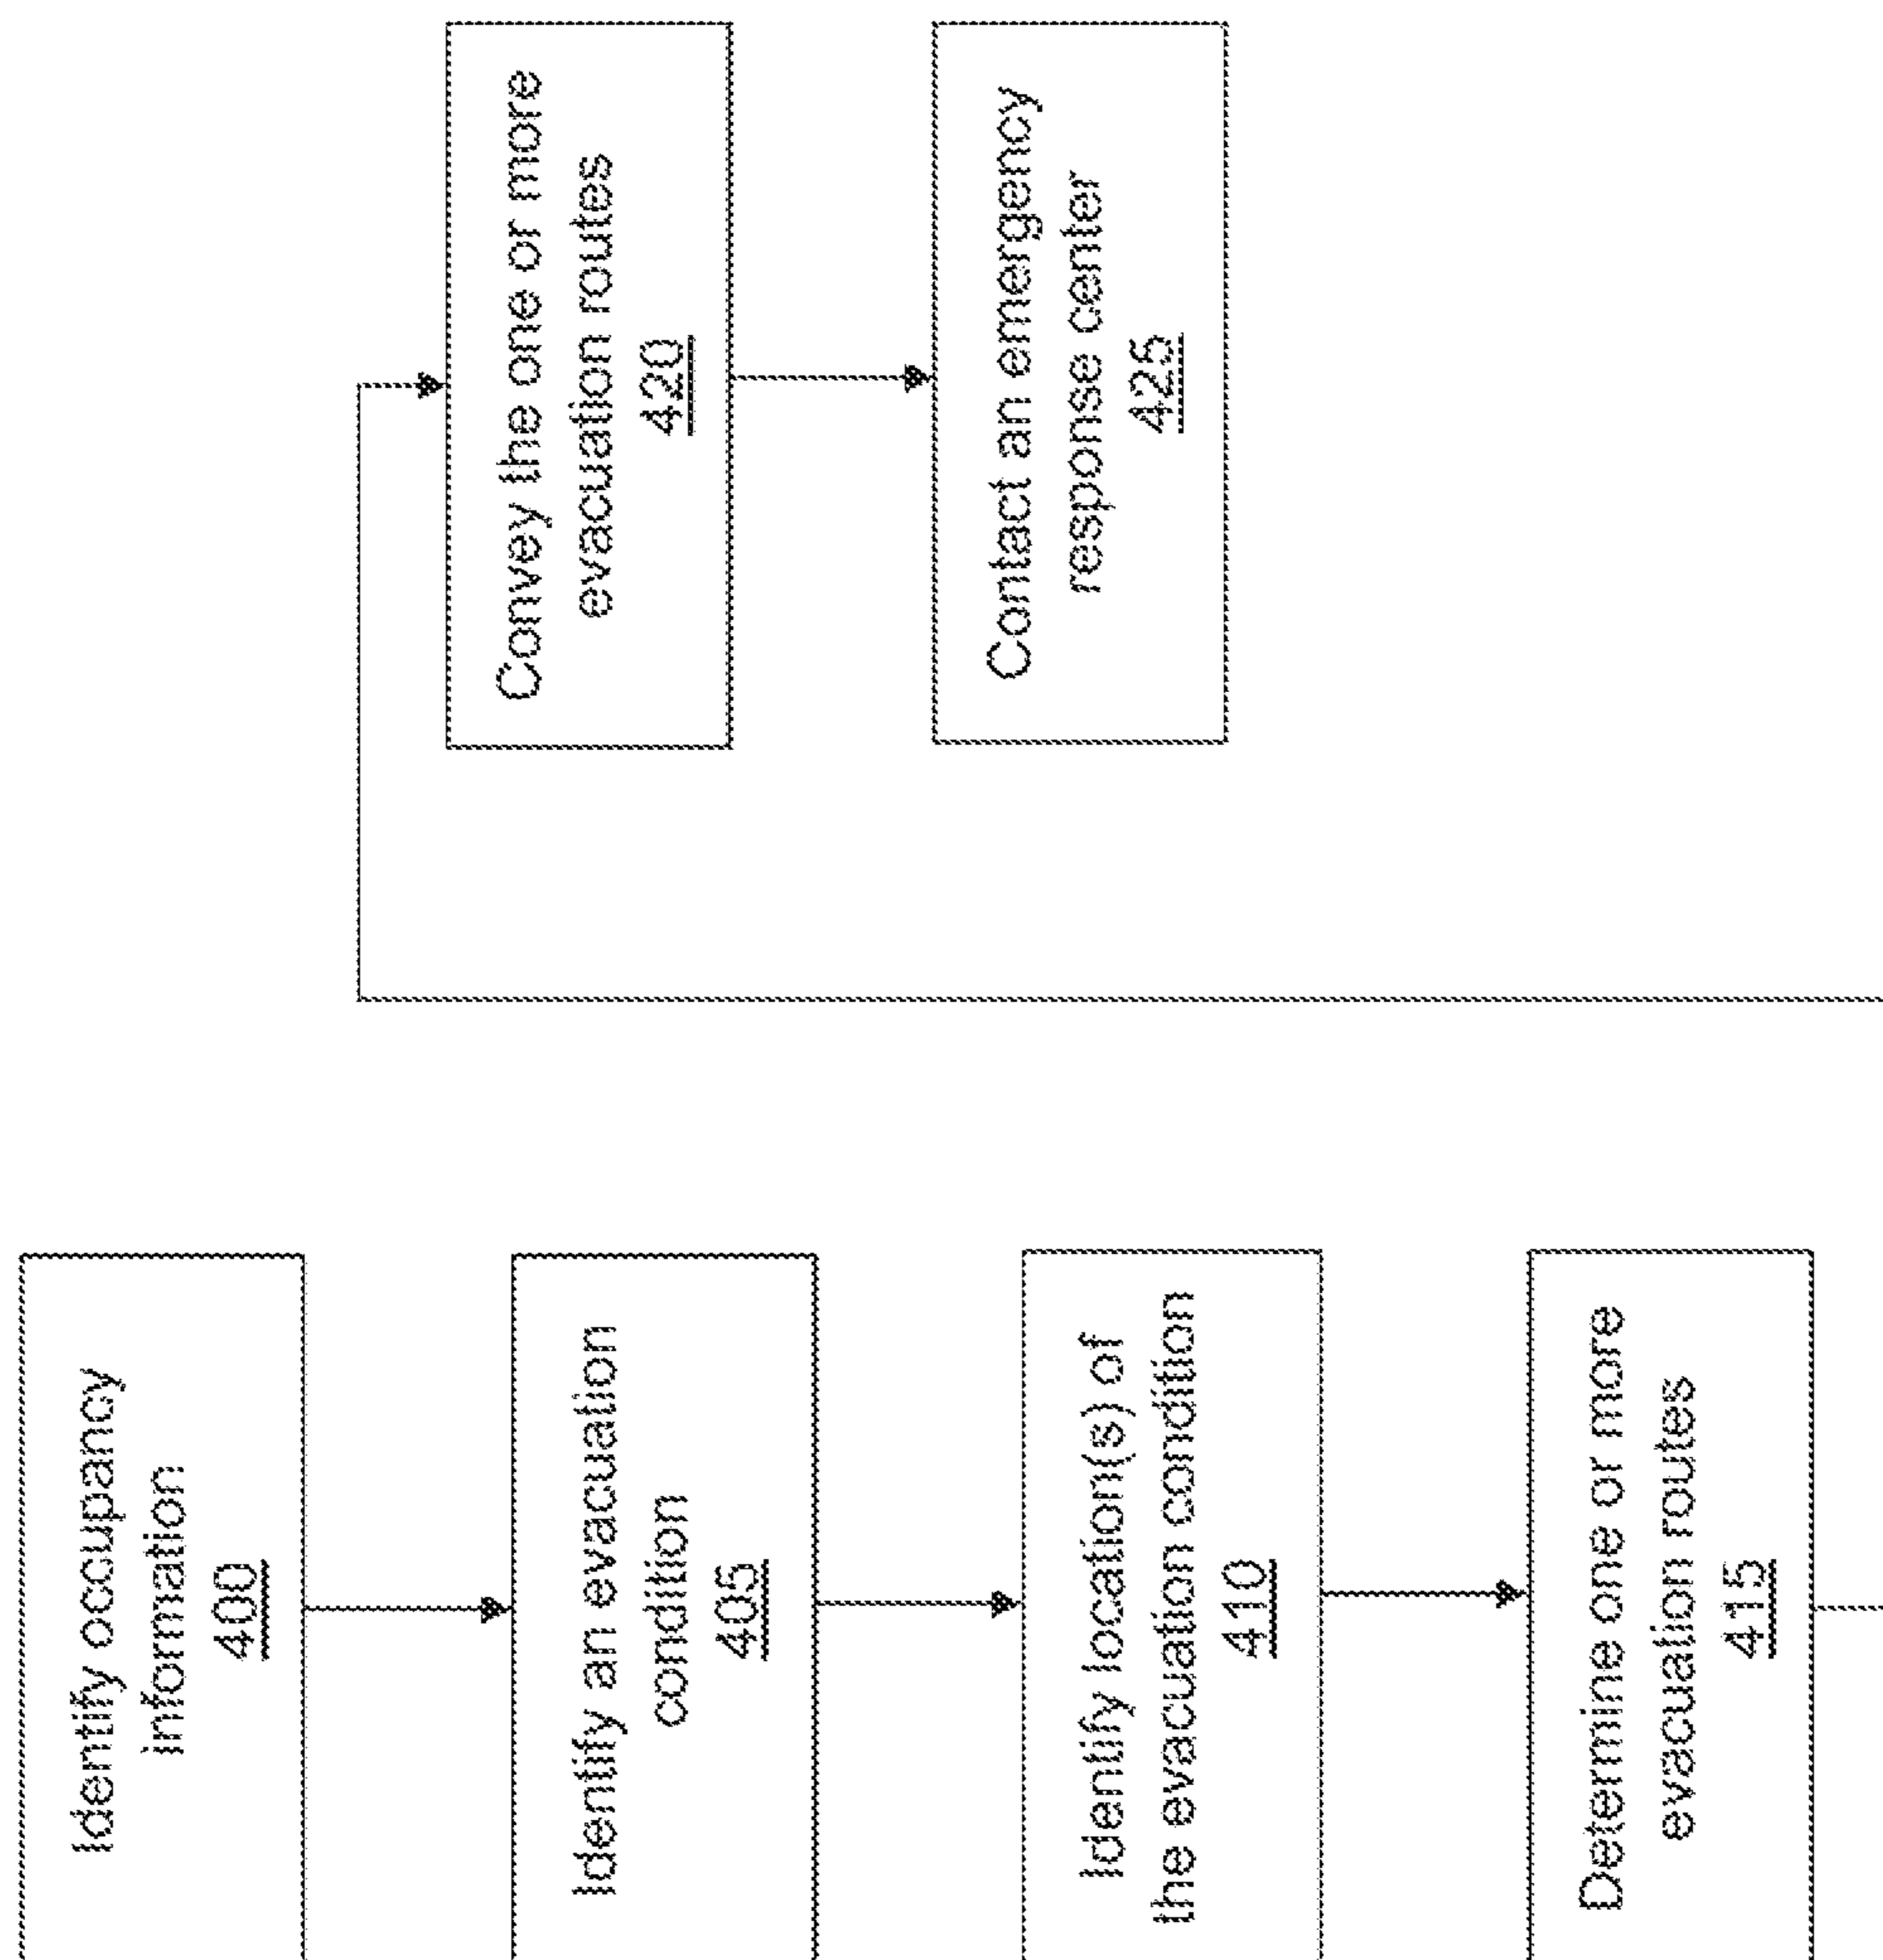 Identify occupancy
information
400
Identify an evacuation
condition
405
Identify location(s) of
the evacuation condition
410
Determine one or more
evacuation routes
415
Convey the one or more
evacuation routes
420
Contact an emergency
response center
425